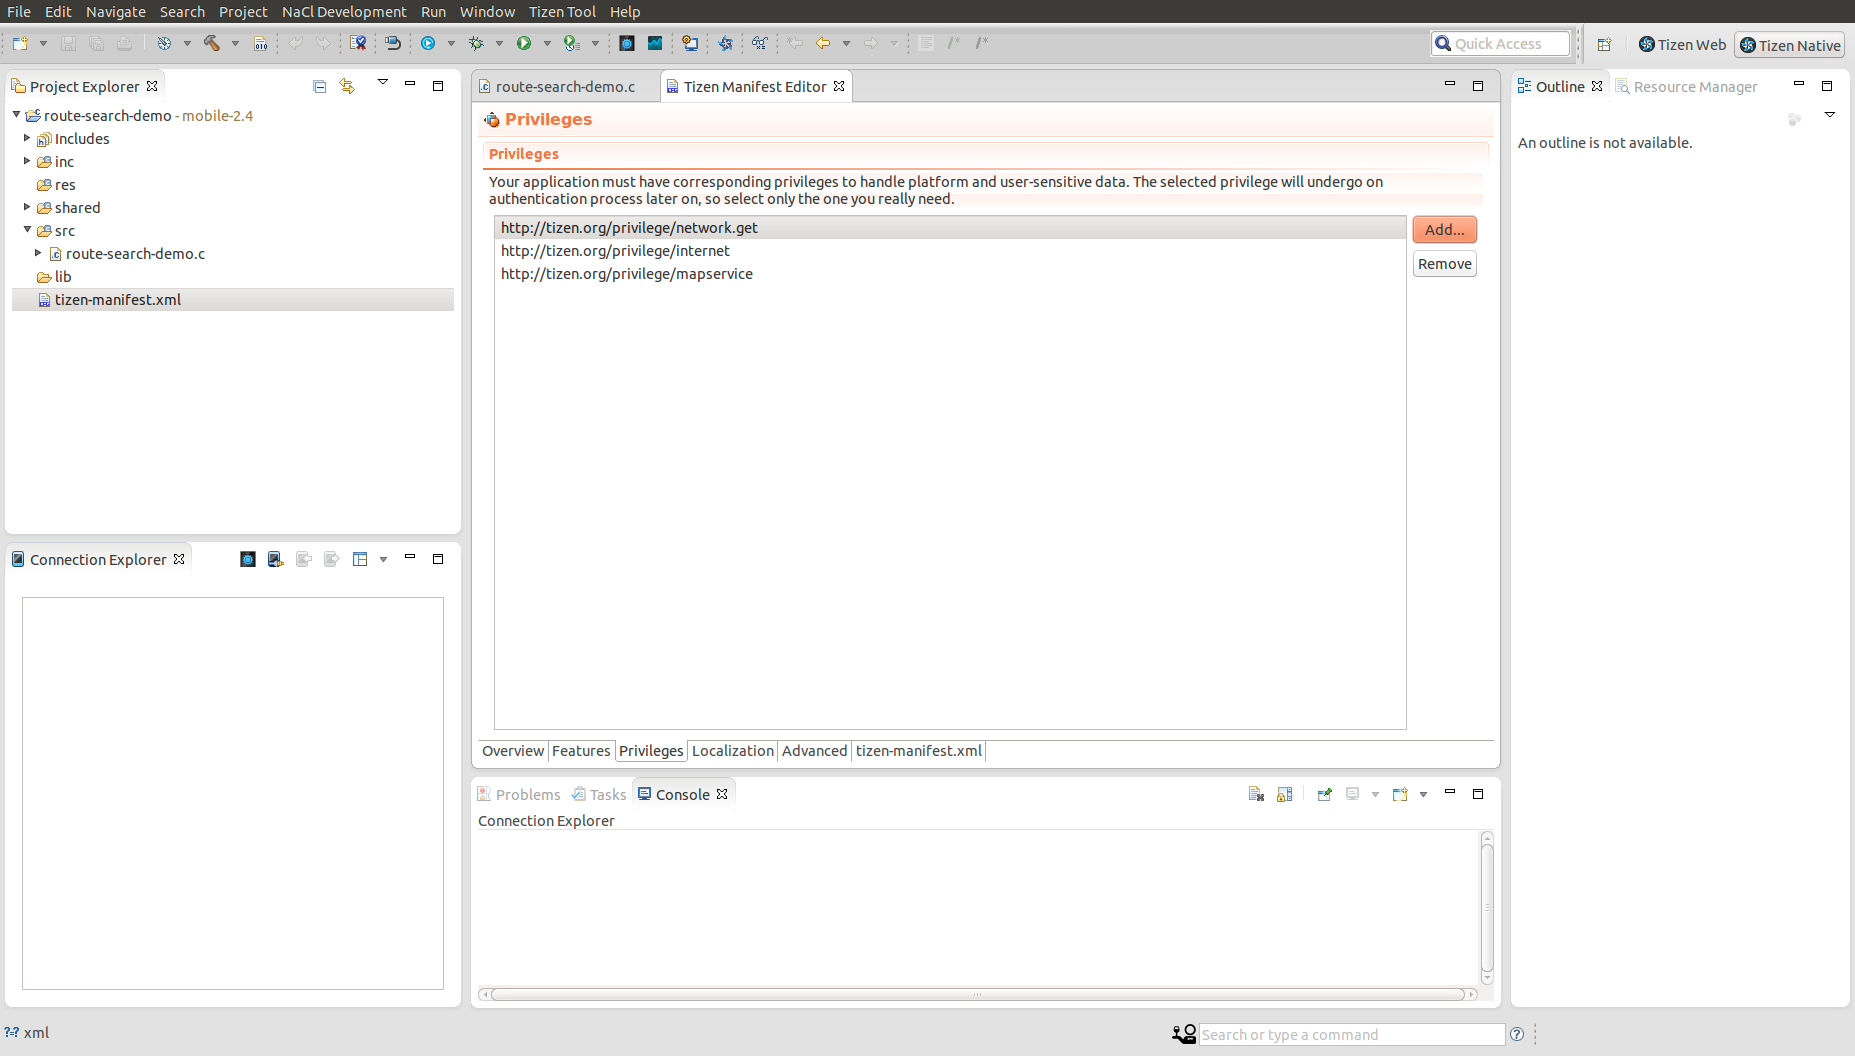 File Edit Navigate Search Project NaCl Development Run Window Tizen Tool Help
Quick Access
Tizen Web
Tizen Native
Project Explorer
route-search-demo - mobile-2.4
Includes
inc
res
shared
src
route-search-demo.c
lib
tizen-manifest.xml
Connection Explorer
route-search-demo.c
Tizen Manifest Editor
Privileges
Privileges
Your application must have corresponding privileges to handle platform and user-sensitive data. The selected privilege will undergo on
authentication process later on, so select only the one you really need.
http://tizen.org/privilege/network.get
http://tizen.org/privilege/internet
http://tizen.org/privilege/mapservice
Add...
Remove
Overview Features Privileges Localization Advanced tizen-manifest.xml
Problems Tasks Console
Connection Explorer
Outline Resource Manager
An outline is not available.
xml
Search or type a command